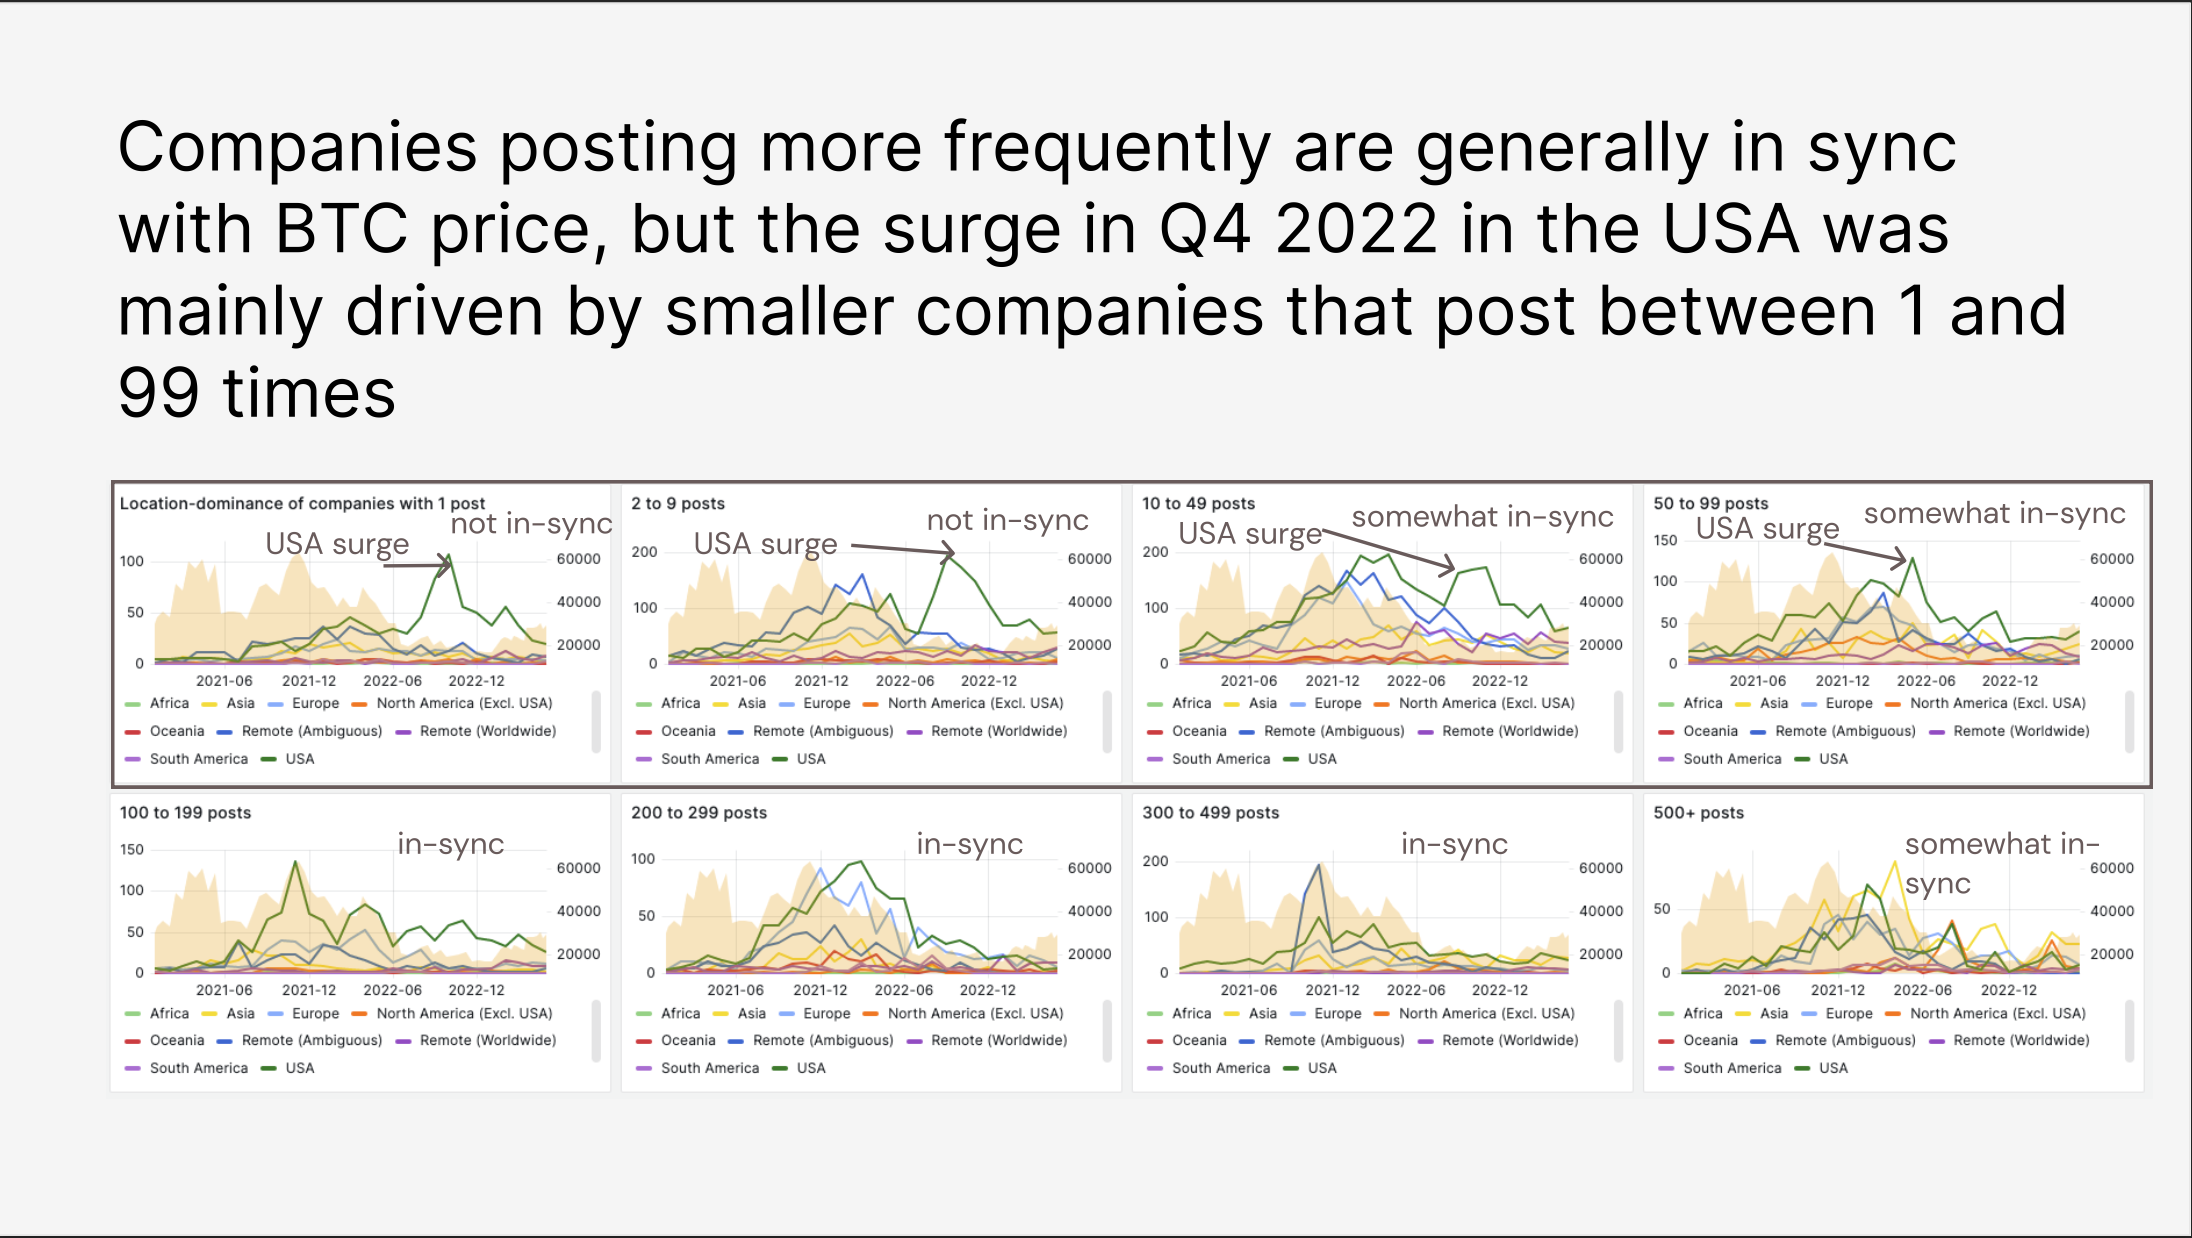 Companies posting more frequently are generally in sync
with BTC price, but the surge in Q4 2022 in the USA was
mainly driven by smaller companies that post between 1 and
99 times
Location-dominance of companies with 1 post
not in-sync
USA surge
100
50
0
60000
40000
20000
2021-06 2021-12 2022-06 2022-12
Africa Asia Europe North America (Excl. USA)
Oceania Remote (Ambiguous) Remote (Worldwide)
South America USA
2 to 9 posts
not in-sync
USA surge
200
100
0
60000
40000
20000
2021-06 2021-12 2022-06 2022-12
Africa Asia Europe North America (Excl. USA)
Oceania Remote (Ambiguous) Remote (Worldwide)
South America USA
10 to 49 posts
somewhat in-sync
USA surge
200
100
0
60000
40000
20000
2021-06 2021-12 2022-06 2022-12
Africa Asia Europe North America (Excl. USA)
Oceania Remote (Ambiguous) Remote (Worldwide)
South America USA
50 to 99 posts
somewhat in-sync
USA surge
150
100
50
0
60000
40000
20000
2021-06 2021-12 2022-06 2022-12
Africa Asia Europe North America (Excl. USA)
Oceania Remote (Ambiguous) Remote (Worldwide)
South America USA
100 to 199 posts
in-sync
150
100
50
0
60000
40000
20000
2021-06 2021-12 2022-06 2022-12
Africa Asia Europe North America (Excl. USA)
Oceania Remote (Ambiguous) Remote (Worldwide)
South America USA
200 to 299 posts
in-sync
100
50
0
60000
40000
20000
2021-06 2021-12 2022-06 2022-12
Africa Asia Europe North America (Excl. USA)
Oceania Remote (Ambiguous) Remote (Worldwide)
South America USA
300 to 499 posts
in-sync
200
100
0
60000
40000
20000
2021-06 2021-12 2022-06 2022-12
Africa Asia Europe North America (Excl. USA)
Oceania Remote (Ambiguous) Remote (Worldwide)
South America USA
500+ posts
somewhat in-
sync
50
0
60000
40000
20000
2021-06 2021-12 2022-06 2022-12
Africa Asia Europe North America (Excl. USA)
Oceania Remote (Ambiguous) Remote (Worldwide)
South America USA